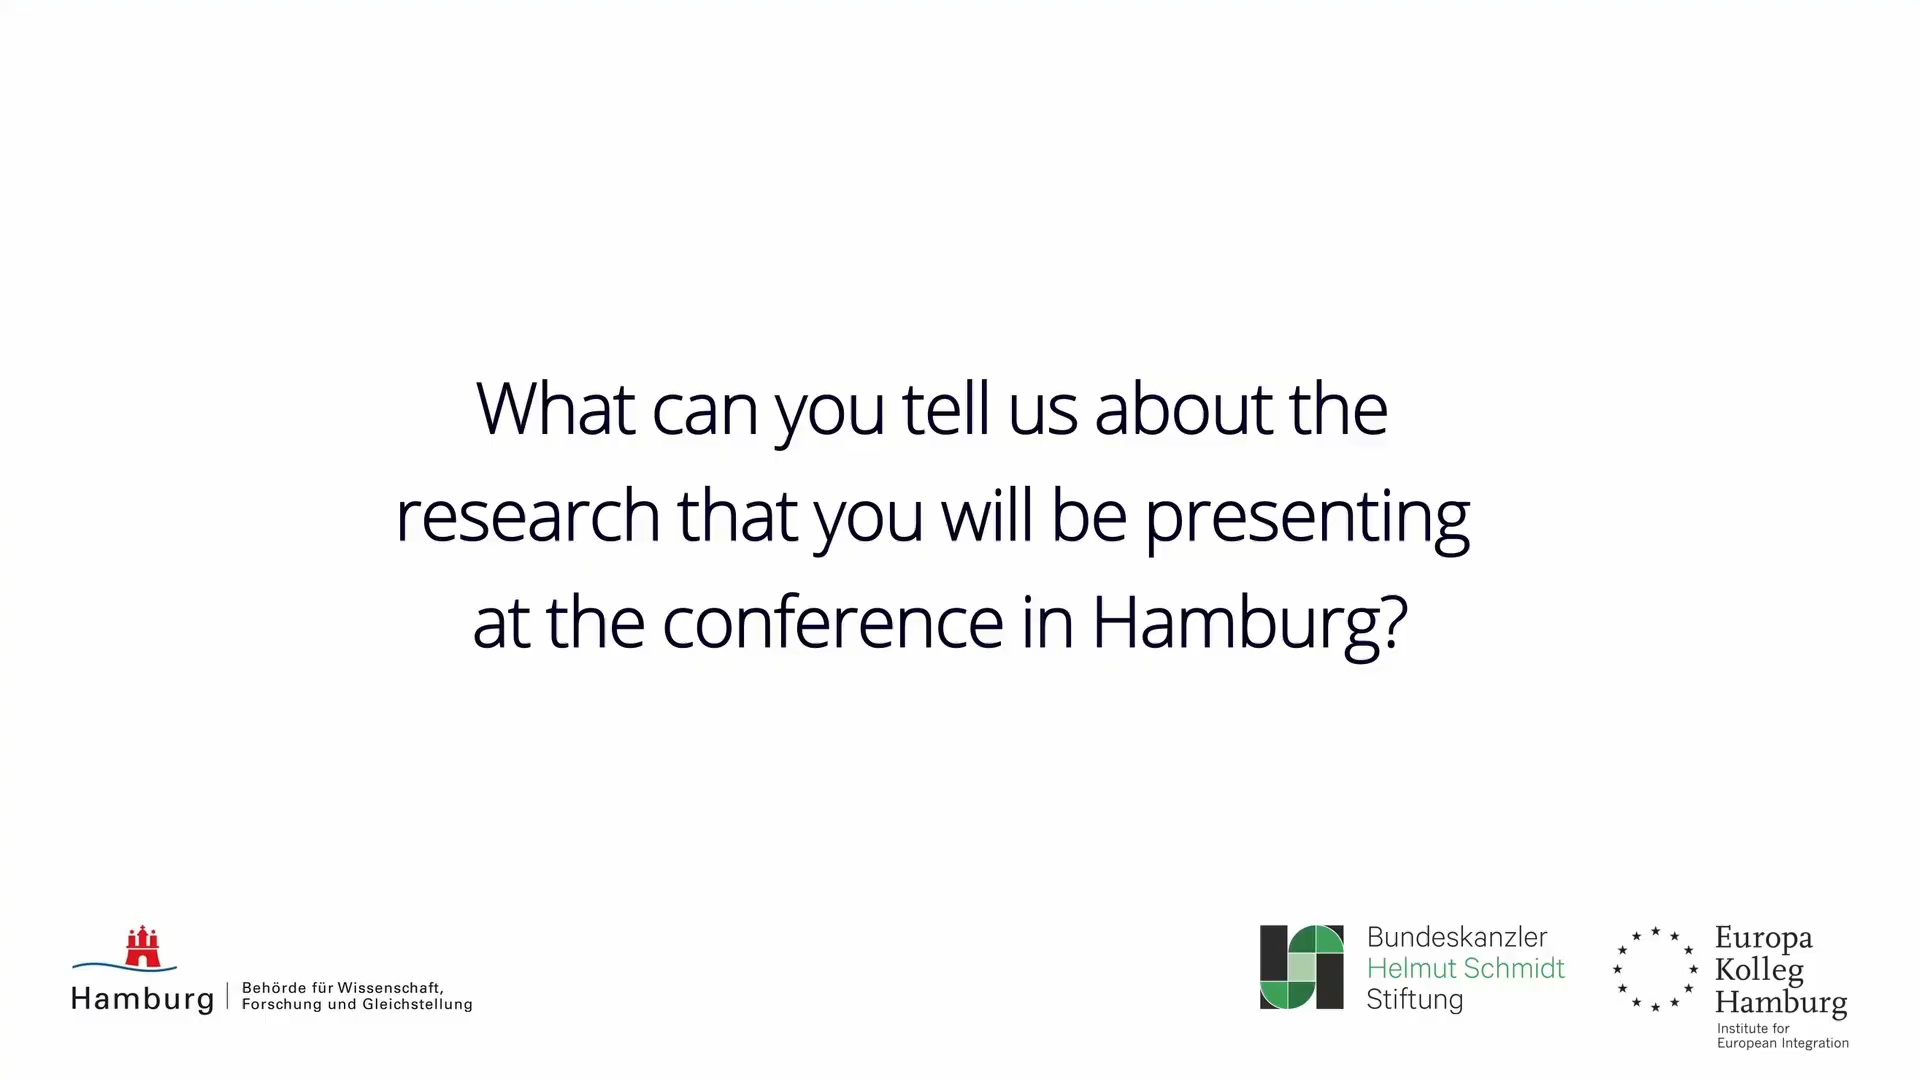 What can you tell us about the
research that you will be presenting
at the conference in Hamburg?
Hamburg
Behörde für Wissenschaft,
Forschung und Gleichstellung
Bundeskanzler
Helmut Schmidt
Stiftung
Europa
Kolleg
Hamburg
Institute for
European Integration